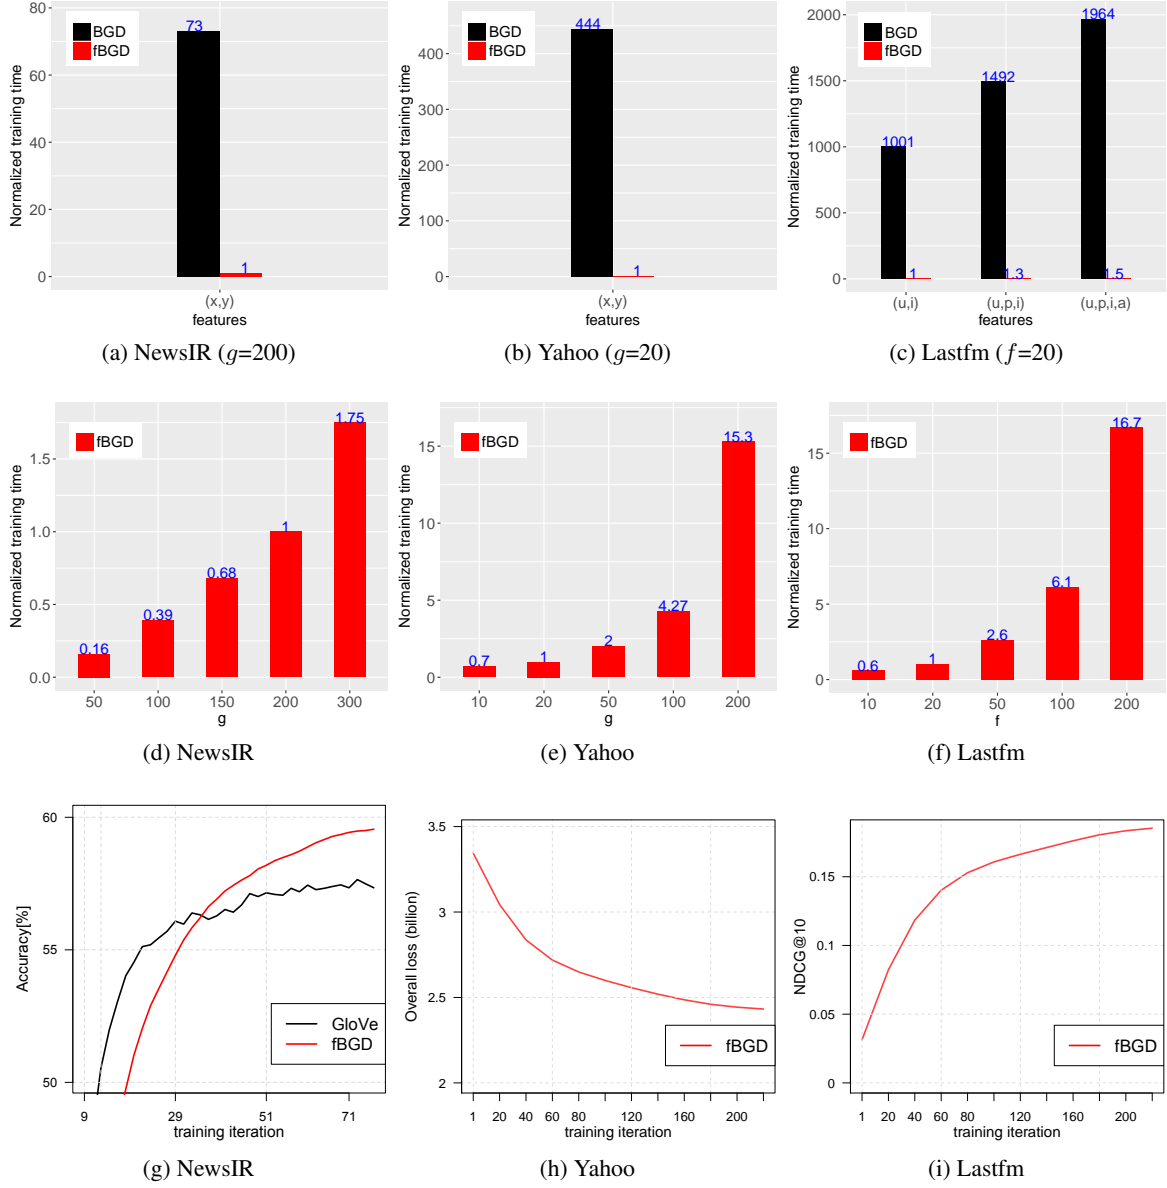 80
60
40
20
0
Normalized training time
BGD
fBGD
73
1
(x,y)
features
(a) NewsIR (g=200)
400
300
200
100
0
Normalized training time
BGD
fBGD
444
1
(x,y)
features
(b) Yahoo (g=20)
2000
1500
1000
500
0
Normalized training time
BGD
fBGD
1001
1
1492
1.3
1964
1.5
(u,i)
(u,p,i)
(u,p,i,a)
features
(c) Lastfm (f=20)
1.5
1.0
0.5
0.0
Normalized training time
fBGD
0.16
0.39
0.68
1
1.75
50
100
150
200
300
g
(d) NewsIR
15
10
5
0
Normalized training time
fBGD
0.7
1
2
4.27
15.3
10
20
50
100
200
g
(e) Yahoo
15
10
5
0
Normalized training time
fBGD
0.6
1
2.6
6.1
16.7
10
20
50
100
200
f
(f) Lastfm
60
55
50
Accuracy[%]
GloVe
fBGD
9
29
51
71
training iteration
(g) NewsIR
3.5
3
2.5
2
Overall loss (billion)
fBGD
1
20
40
60
80
120
160
200
training iteration
(h) Yahoo
0.15
0.1
0.05
0
NDCG@10
fBGD
1
20
40
60
80
120
160
200
training iteration
(i) Lastfm